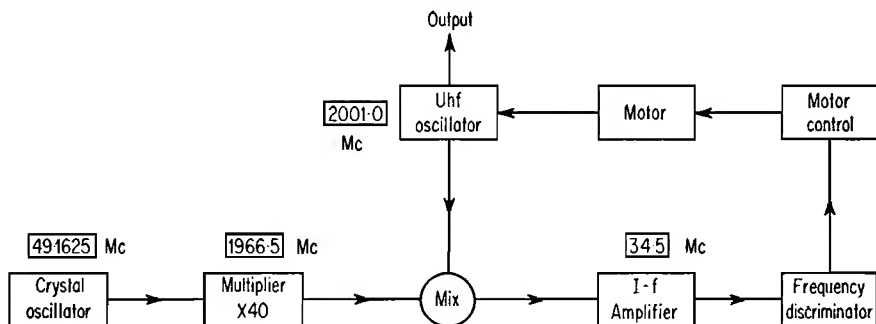 Output
Uhf
oscillator
2001·0
Mc
Motor
Motor
control
49·1625 Mc
1966·5 Mc
34·5 Mc
Crystal
oscillator
Multiplier
X40
Mix
I-f
Amplifier
Frequency
discriminator